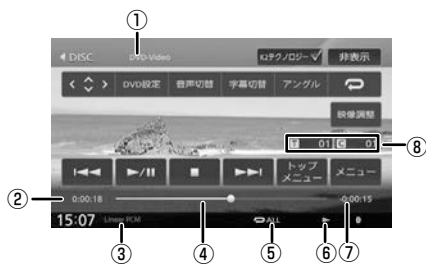 ①
DISC DVD-Video K2テクノロジー 非表示
DVD設定 音声切替 字幕切替 アングル
映像調整
T 01 C 01 ⑧
トップメニュー メニュー
② 0:00:18 -0:00:15
15:07 Linear PCM ALL
③ ④ ⑤ ⑥ ⑦